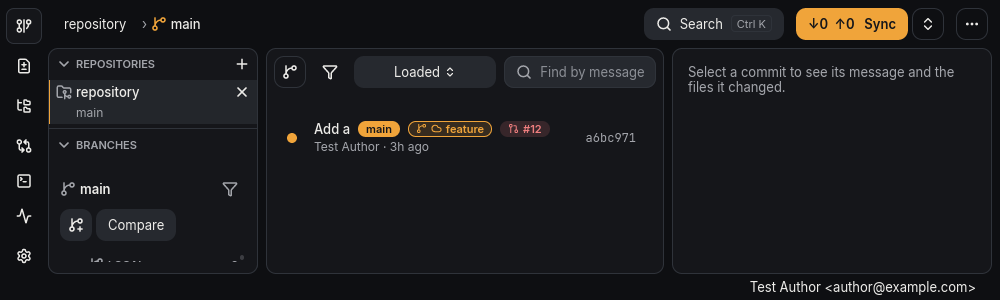 repository › main
Search Ctrl K
↓0 ↑0 Sync
REPOSITORIES
repository
main
BRANCHES
main
Compare
Loaded
Find by message
Add a main feature #12
Test Author · 3h ago
a6bc971
Select a commit to see its message and the
files it changed.
Test Author <author@example.com>